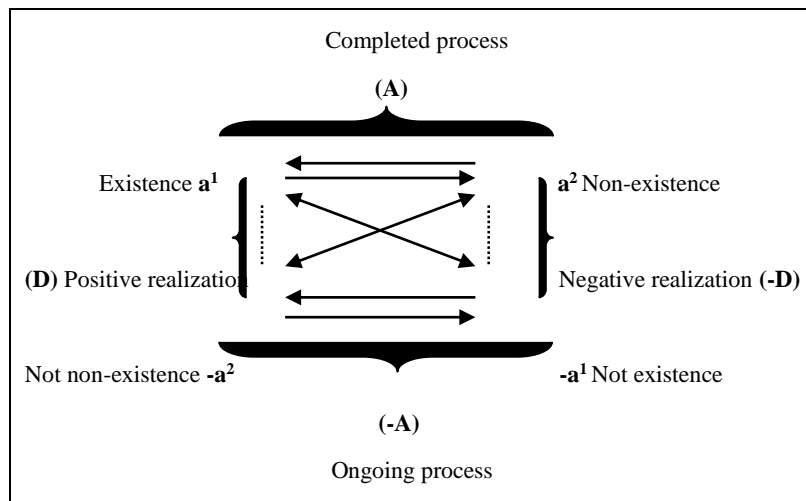 Completed process
(A)
Existence a¹ a² Non-existence
(D) Positive realization Negative realization (-D)
Not non-existence -a² -a¹ Not existence
(-A)
Ongoing process